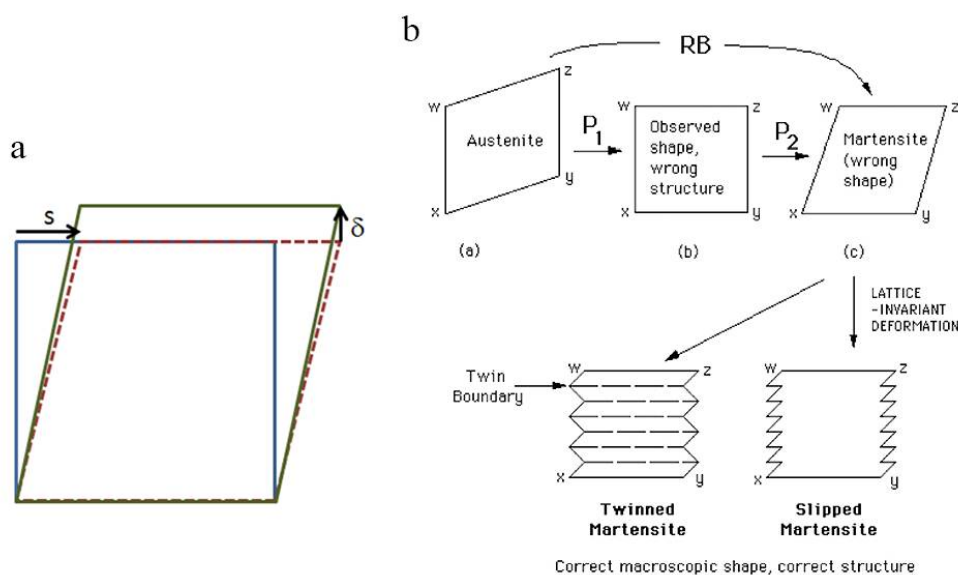 a
s
δ
b
RB
w
z
x
y
Austenite
P1
w
z
x
y
Observed
shape,
wrong
structure
P2
w
z
x
y
Martensite
(wrong
shape)
(a)
(b)
(c)
LATTICE
-INVARIANT
DEFORMATION
Twin
Boundary
w
z
x
y
w
z
x
y
Twinned
Martensite
Slipped
Martensite
Correct macroscopic shape, correct structure